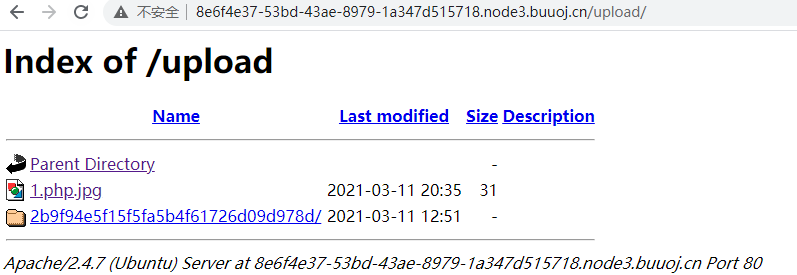 不安全 | 8e6f4e37-53bd-43ae-8979-1a347d515718.node3.buuoj.cn/upload/
Index of /upload
Name Last modified Size Description
Parent Directory -
1.php.jpg 2021-03-11 20:35 31
2b9f94e5f15f5fa5b4f61726d09d978d/ 2021-03-11 12:51 -
Apache/2.4.7 (Ubuntu) Server at 8e6f4e37-53bd-43ae-8979-1a347d515718.node3.buuoj.cn Port 80